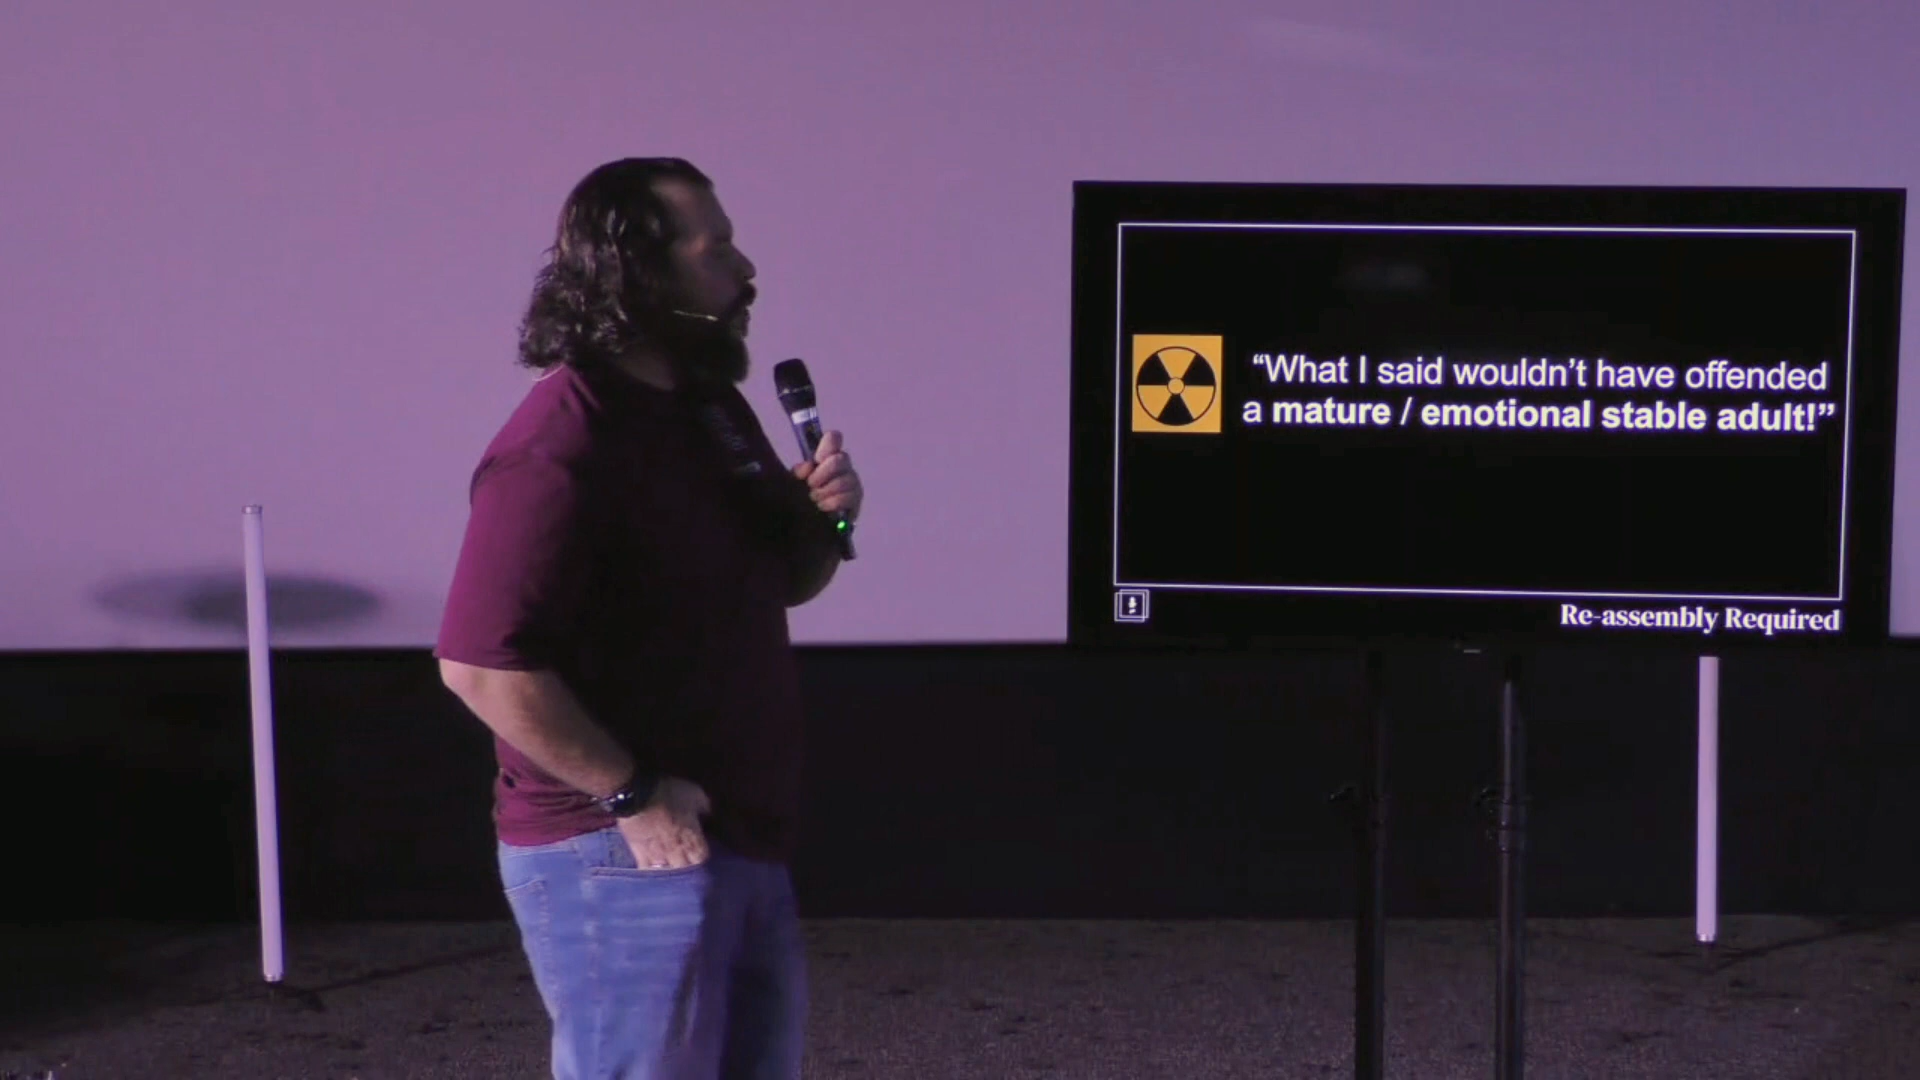 “What I said wouldn’t have offended
a mature / emotional stable adult!”
Re-assembly Required